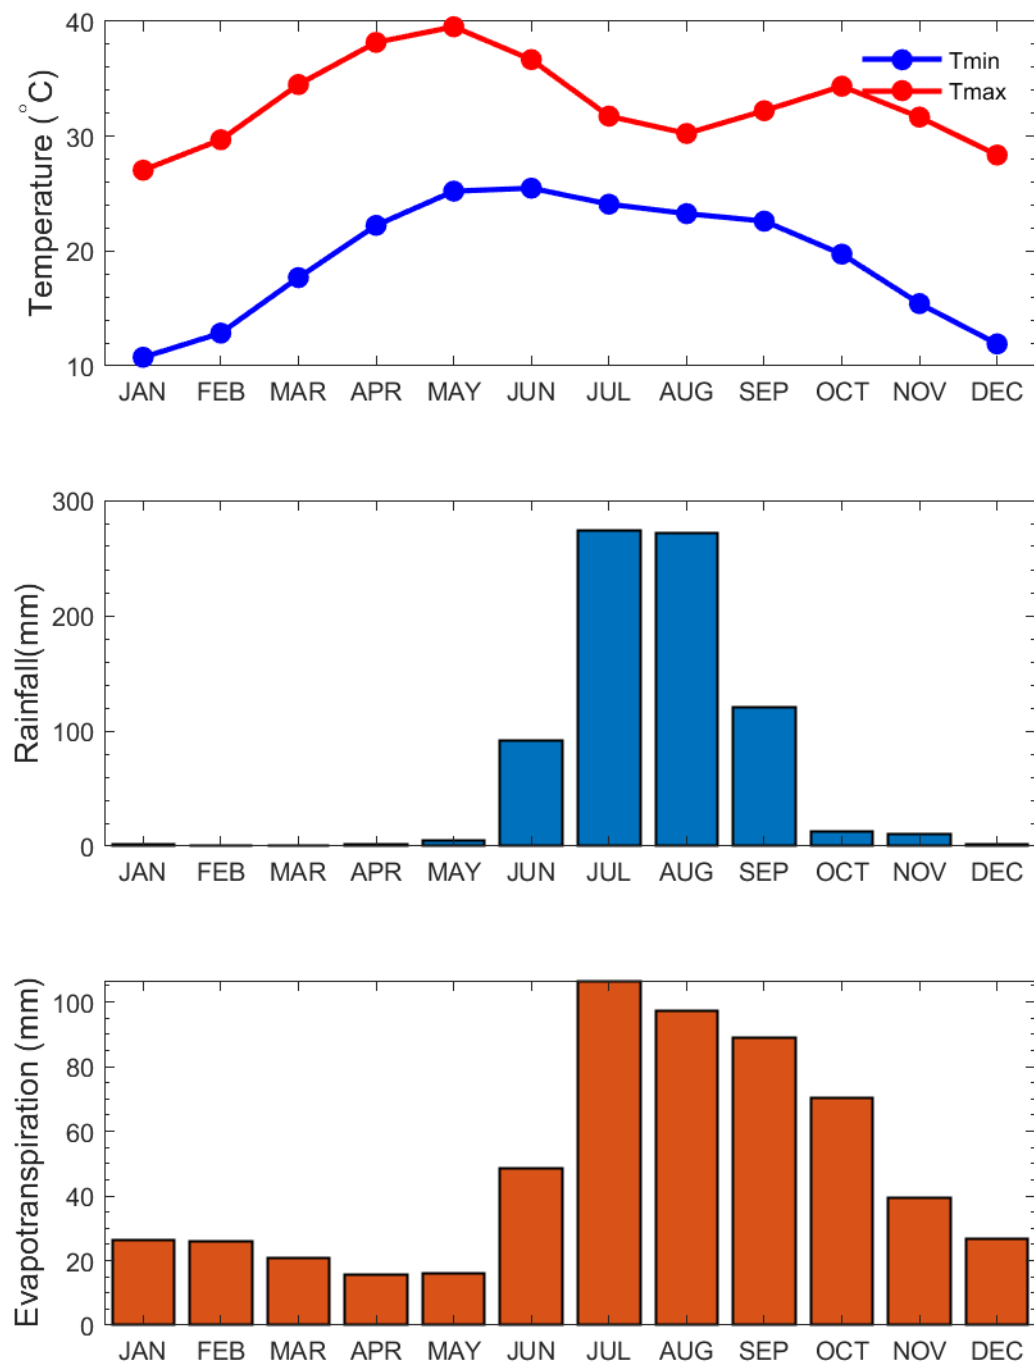 40
30
20
10
Temperature (°C)
Tmin
Tmax
JAN FEB MAR APR MAY JUN JUL AUG SEP OCT NOV DEC
300
200
100
0
Rainfall(mm)
JAN FEB MAR APR MAY JUN JUL AUG SEP OCT NOV DEC
100
80
60
40
20
0
Evapotranspiration (mm)
JAN FEB MAR APR MAY JUN JUL AUG SEP OCT NOV DEC